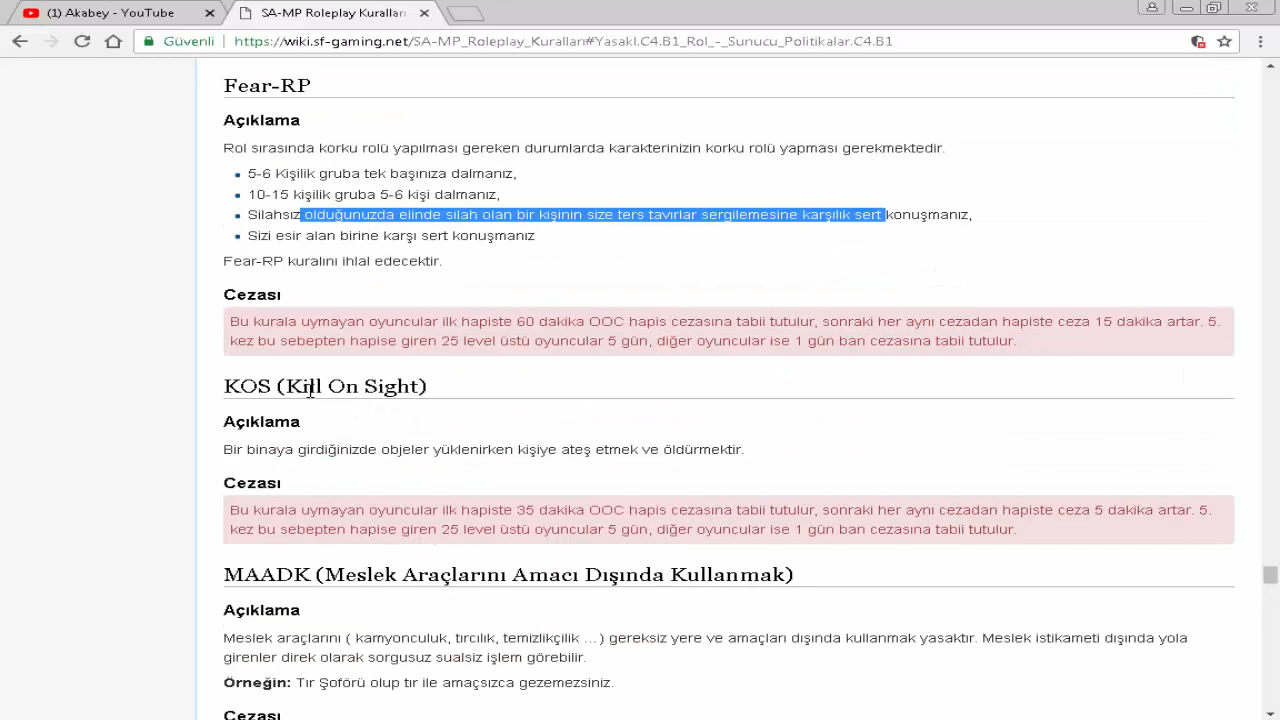 (1) Akabey - YouTube
SA-MP Roleplay Kuralları
Güvenli
https://wiki.sf-gaming.net/SA-MP_Roleplay_Kuralları#Yasakl.C4.B1_Rol_-_Sunucu_Politikalar.C4.B1
Fear-RP
Açıklama
Rol sırasında korku rolü yapılması gereken durumlarda karakterinizin korku rolü yapması gerekmektedir.
5-6 Kişilik gruba tek başınıza dalmanız,
10-15 kişilik gruba 5-6 kişi dalmanız,
Silahsız olduğunuzda elinde silah olan bir kişinin size ters tavırlar sergilemesine karşılık sert konuşmanız,
Sizi esir alan birine karşı sert konuşmanız
Fear-RP kuralını ihlal edecektir.
Cezası
Bu kurala uymayan oyuncular ilk hapiste 60 dakika OOC hapis cezasına tabii tutulur, sonraki her aynı cezadan hapiste ceza 15 dakika artar. 5.
kez bu sebepten hapise giren 25 level üstü oyuncular 5 gün, diğer oyuncular ise 1 gün ban cezasına tabii tutulur.
KOS (Kill On Sight)
Açıklama
Bir binaya girdiğinizde objeler yüklenirken kişiye ateş etmek ve öldürmektir.
Cezası
Bu kurala uymayan oyuncular ilk hapiste 35 dakika OOC hapis cezasına tabii tutulur, sonraki her aynı cezadan hapiste ceza 5 dakika artar. 5.
kez bu sebepten hapise giren 25 level üstü oyuncular 5 gün, diğer oyuncular ise 1 gün ban cezasına tabii tutulur.
MAADK (Meslek Araçlarını Amacı Dışında Kullanmak)
Açıklama
Meslek araçlarını ( kamyonculuk, tırcılık, temizlikçilik ...) gereksiz yere ve amaçları dışında kullanmak yasaktır. Meslek istikameti dışında yola
girenler direk olarak sorgusuz sualsiz işlem görebilir.
Örneğin: Tır Şoförü olup tır ile amaçsızca gezemezsiniz.
Cezası